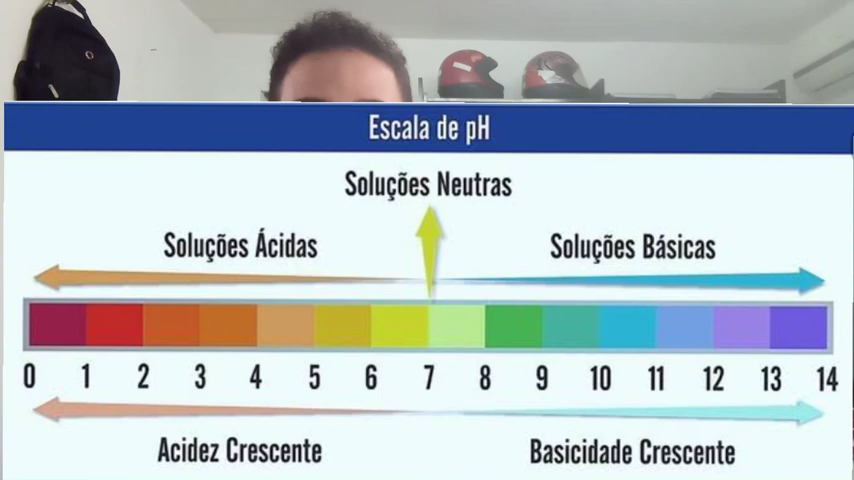 Escala de pH
Soluções Neutras
Soluções Ácidas
Soluções Básicas
0 1 2 3 4 5 6 7 8 9 10 11 12 13 14
Acidez Crescente
Basicidade Crescente